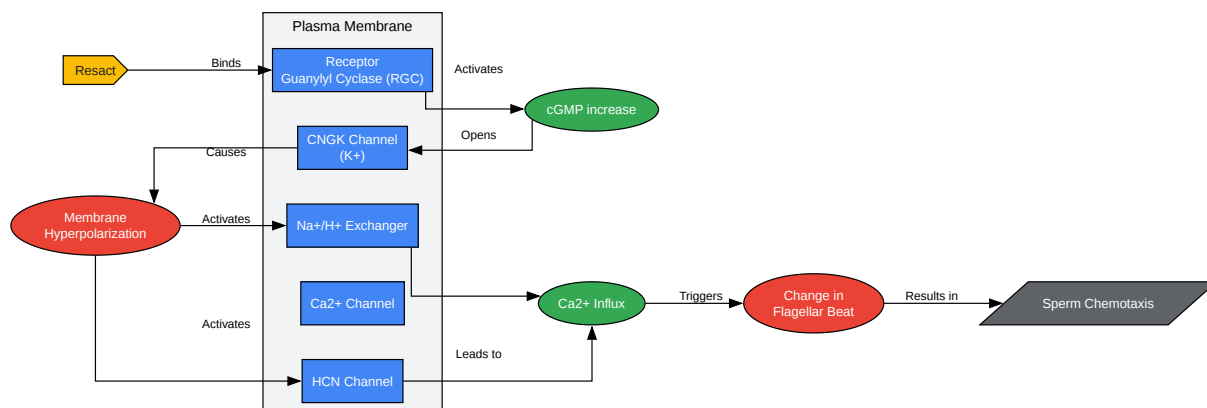 Plasma Membrane
Resact
Binds
Receptor
Guanylyl Cyclase (RGC)
Activates
cGMP increase
Opens
CNGK Channel
(K+)
Causes
Membrane
Hyperpolarization
Activates
Na+/H+ Exchanger
Ca2+ Channel
Ca2+ Influx
Triggers
Change in
Flagellar Beat
Results in
Sperm Chemotaxis
Activates
Leads to
HCN Channel